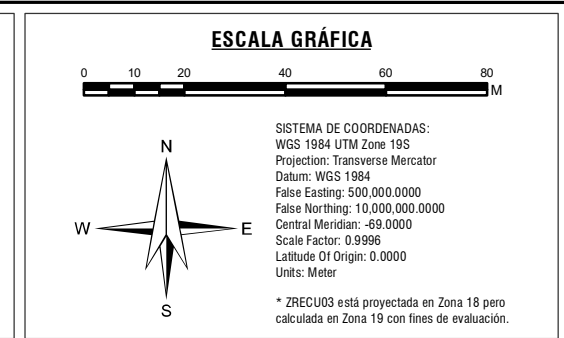 ESCALA GRÁFICA
0 10 20 40 60 80
M
N
W E
S
SISTEMA DE COORDENADAS:
WGS 1984 UTM Zone 19S
Projection: Transverse Mercator
Datum: WGS 1984
False Easting: 500,000.0000
False Northing: 10,000,000.0000
Central Meridian: -69.0000
Scale Factor: 0.9996
Latitude Of Origin: 0.0000
Units: Meter
* ZRECU03 está proyectada en Zona 18 pero
calculada en Zona 19 con fines de evaluación.